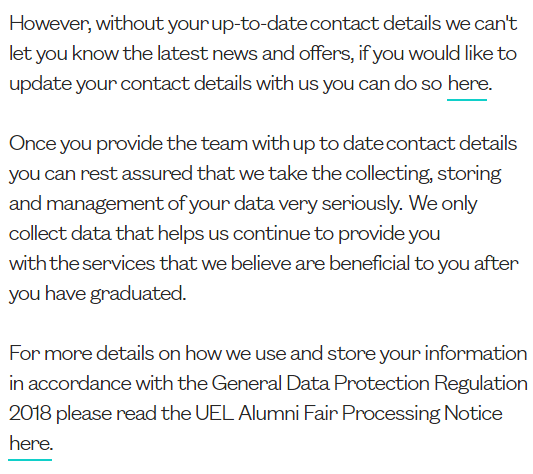 However, without your up-to-date contact details we can't
let you know the latest news and offers, if you would like to
update your contact details with us you can do so here.
Once you provide the team with up to date contact details
you can rest assured that we take the collecting, storing
and management of your data very seriously. We only
collect data that helps us continue to provide you
with the services that we believe are beneficial to you after
you have graduated.
For more details on how we use and store your information
in accordance with the General Data Protection Regulation
2018 please read the UEL Alumni Fair Processing Notice
here.